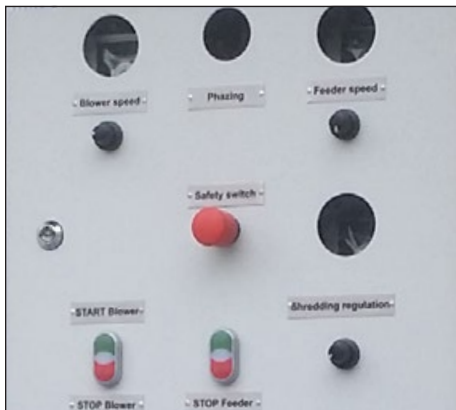 Blower speed
Phazing
Feeder speed
Safety switch
START Blower
Shredding regulation
STOP Blower
STOP Feeder